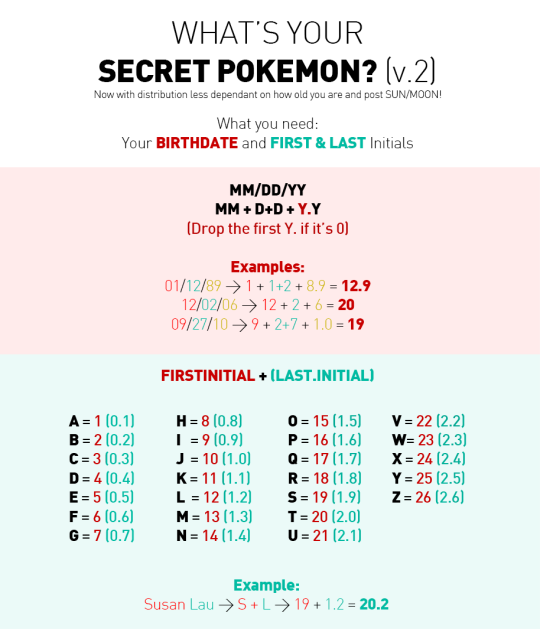 WHAT'S YOUR
SECRET POKEMON? (v.2)
Now with distribution less dependant on how old you are and post SUN/MOON!
What you need:
Your BIRTHDATE and FIRST & LAST Initials
MM/DD/YY
MM + D+D + Y.Y
(Drop the first Y. if it's 0)
Examples:
01/12/89 → 1 + 1+2 + 8.9 = 12.9
12/02/06 → 12 + 2 + 6 = 20
09/27/10 → 9 + 2+7 + 1.0 = 19
FIRSTINITIAL + (LAST.INITIAL)
A = 1 (0.1) H = 8 (0.8) O = 15 (1.5) V = 22 (2.2)
B = 2 (0.2) I = 9 (0.9) P = 16 (1.6) W= 23 (2.3)
C = 3 (0.3) J = 10 (1.0) Q = 17 (1.7) X = 24 (2.4)
D = 4 (0.4) K = 11 (1.1) R = 18 (1.8) Y = 25 (2.5)
E = 5 (0.5) L = 12 (1.2) S = 19 (1.9) Z = 26 (2.6)
F = 6 (0.6) M = 13 (1.3) T = 20 (2.0)
G = 7 (0.7) N = 14 (1.4) U = 21 (2.1)
Example:
Susan Lau → S + L → 19 + 1.2 = 20.2